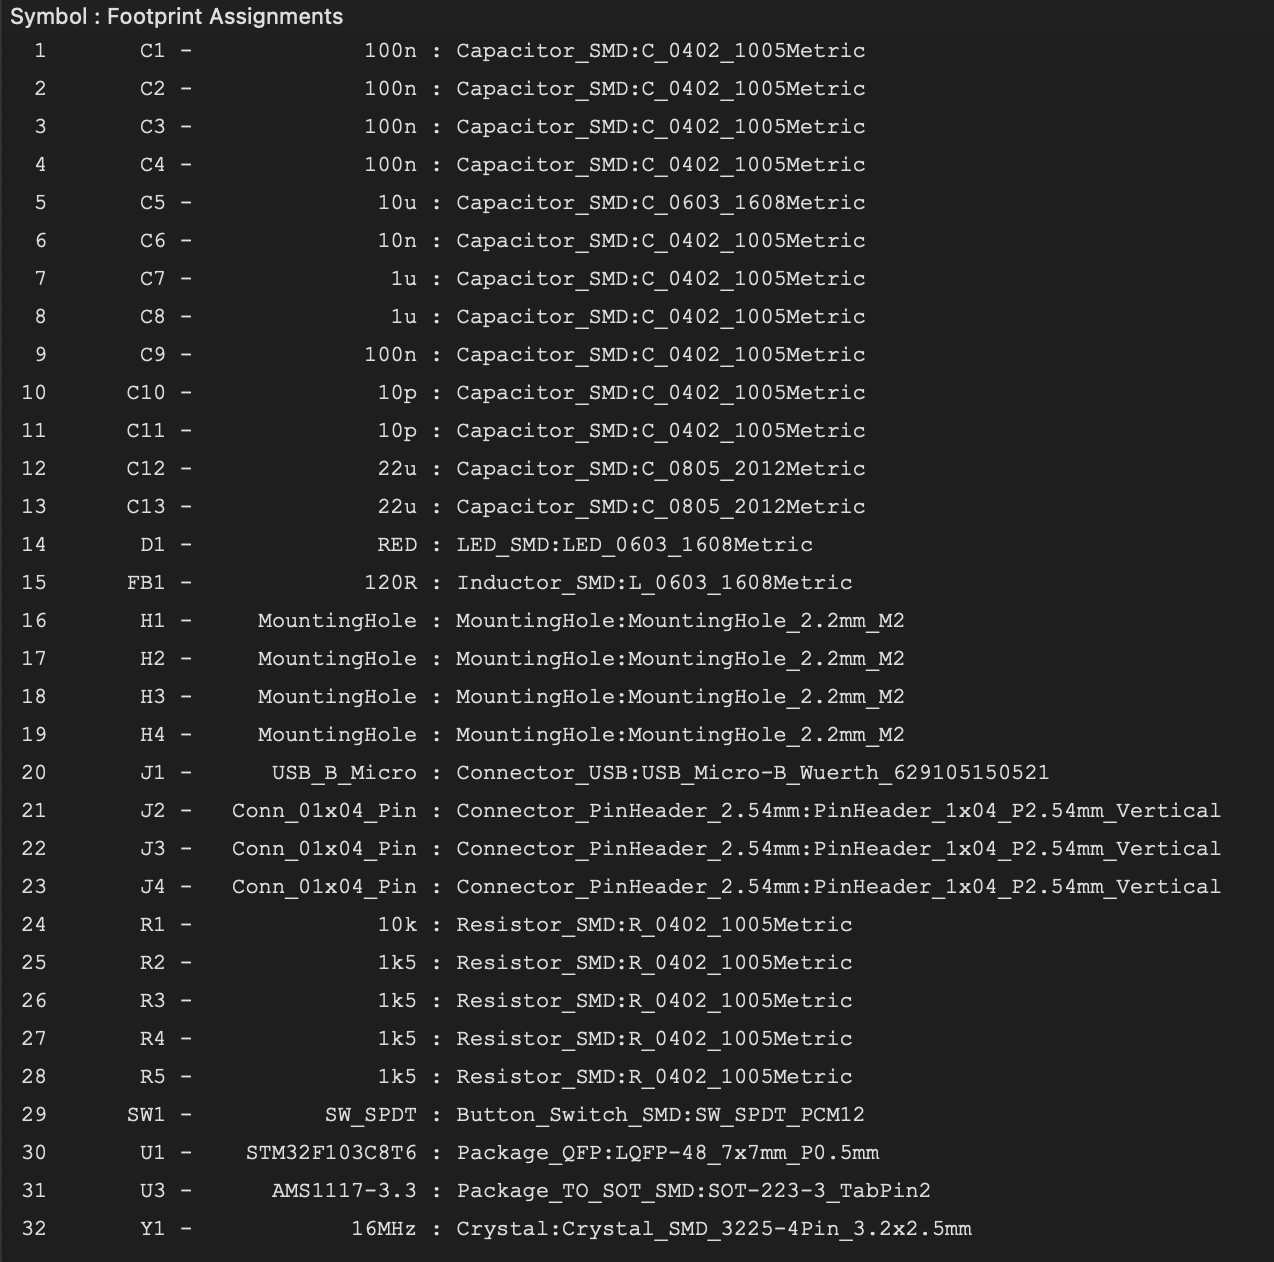 Symbol : Footprint Assignments
1 C1 - 100n : Capacitor_SMD:C_0402_1005Metric
2 C2 - 100n : Capacitor_SMD:C_0402_1005Metric
3 C3 - 100n : Capacitor_SMD:C_0402_1005Metric
4 C4 - 100n : Capacitor_SMD:C_0402_1005Metric
5 C5 - 10u : Capacitor_SMD:C_0603_1608Metric
6 C6 - 10n : Capacitor_SMD:C_0402_1005Metric
7 C7 - 1u : Capacitor_SMD:C_0402_1005Metric
8 C8 - 1u : Capacitor_SMD:C_0402_1005Metric
9 C9 - 100n : Capacitor_SMD:C_0402_1005Metric
10 C10 - 10p : Capacitor_SMD:C_0402_1005Metric
11 C11 - 10p : Capacitor_SMD:C_0402_1005Metric
12 C12 - 22u : Capacitor_SMD:C_0805_2012Metric
13 C13 - 22u : Capacitor_SMD:C_0805_2012Metric
14 D1 - RED : LED_SMD:LED_0603_1608Metric
15 FB1 - 120R : Inductor_SMD:L_0603_1608Metric
16 H1 - MountingHole : MountingHole:MountingHole_2.2mm_M2
17 H2 - MountingHole : MountingHole:MountingHole_2.2mm_M2
18 H3 - MountingHole : MountingHole:MountingHole_2.2mm_M2
19 H4 - MountingHole : MountingHole:MountingHole_2.2mm_M2
20 J1 - USB_B_Micro : Connector_USB:USB_Micro-B_Wuerth_629105150521
21 J2 - Conn_01x04_Pin : Connector_PinHeader_2.54mm:PinHeader_1x04_P2.54mm_Vertical
22 J3 - Conn_01x04_Pin : Connector_PinHeader_2.54mm:PinHeader_1x04_P2.54mm_Vertical
23 J4 - Conn_01x04_Pin : Connector_PinHeader_2.54mm:PinHeader_1x04_P2.54mm_Vertical
24 R1 - 10k : Resistor_SMD:R_0402_1005Metric
25 R2 - 1k5 : Resistor_SMD:R_0402_1005Metric
26 R3 - 1k5 : Resistor_SMD:R_0402_1005Metric
27 R4 - 1k5 : Resistor_SMD:R_0402_1005Metric
28 R5 - 1k5 : Resistor_SMD:R_0402_1005Metric
29 SW1 - SW_SPDT : Button_Switch_SMD:SW_SPDT_PCM12
30 U1 - STM32F103C8T6 : Package_QFP:LQFP-48_7x7mm_P0.5mm
31 U3 - AMS1117-3.3 : Package_TO_SOT_SMD:SOT-223-3_TabPin2
32 Y1 - 16MHz : Crystal:Crystal_SMD_3225-4Pin_3.2x2.5mm